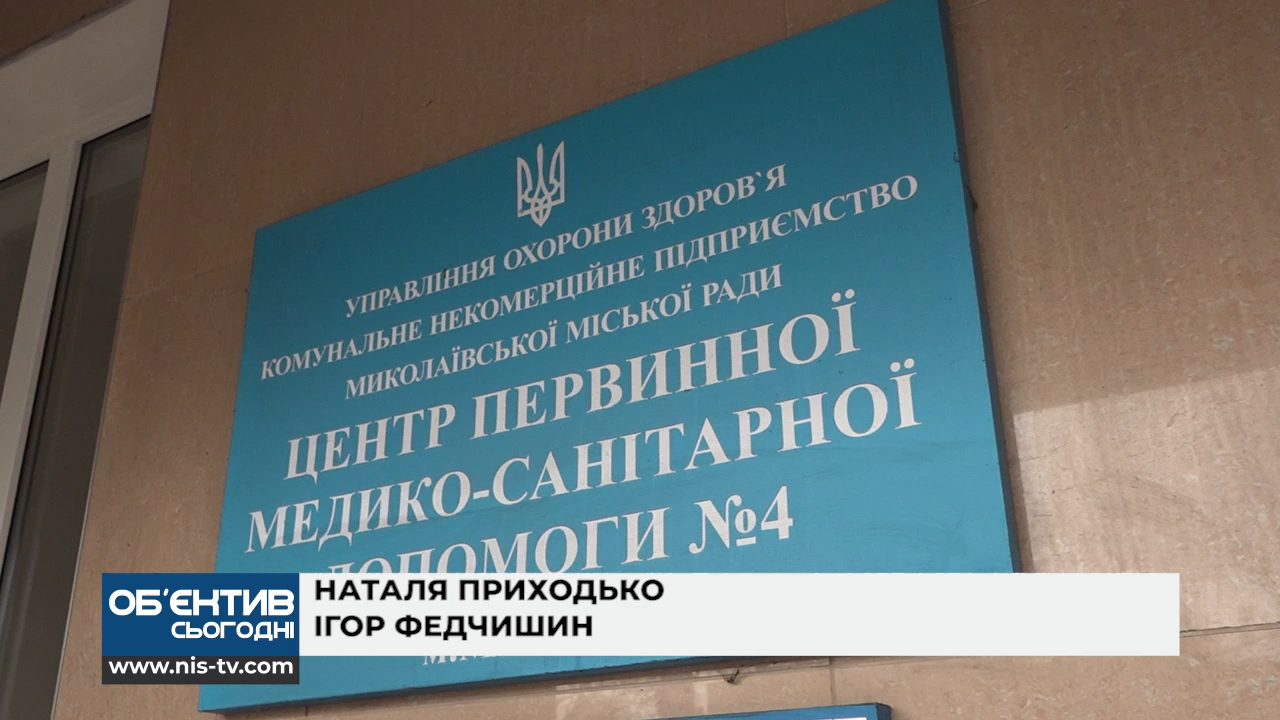 УПРАВЛІННЯ ОХОРОНИ ЗДОРОВ`Я
КОМУНАЛЬНЕ НЕКОМЕРЦІЙНЕ ПІДПРИЄМСТВО
МИКОЛАЇВСЬКОЇ МІСЬКОЇ РАДИ
ЦЕНТР ПЕРВИННОЇ
МЕДИКО-САНІТАРНОЇ
ДОПОМОГИ №4
НАТАЛЯ ПРИХОДЬКО
ІГОР ФЕДЧИШИН
ОБ'ЄКТИВ
СЬОГОДНІ
www.nis-tv.com